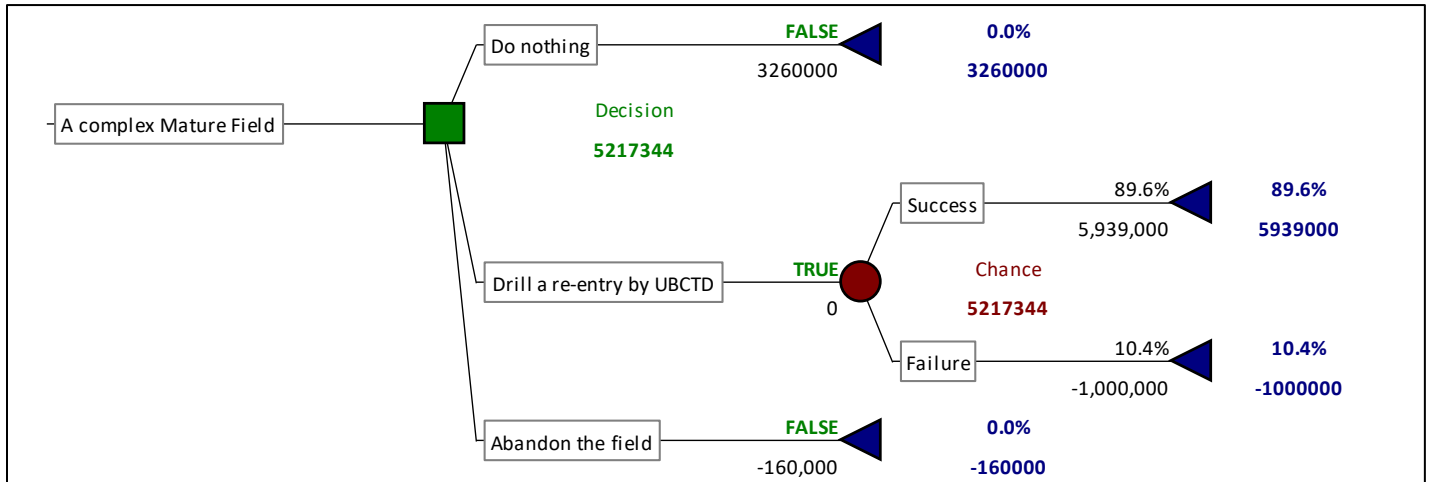 FALSE 0.0%
Do nothing
3260000 3260000
Decision
A complex Mature Field
5217344
89.6% 89.6%
Success
5,939,000 5939000
TRUE Chance
Drill a re-entry by UBCTD
0 5217344
10.4% 10.4%
Failure
-1,000,000 -1000000
FALSE 0.0%
Abandon the field
-160,000 -160000